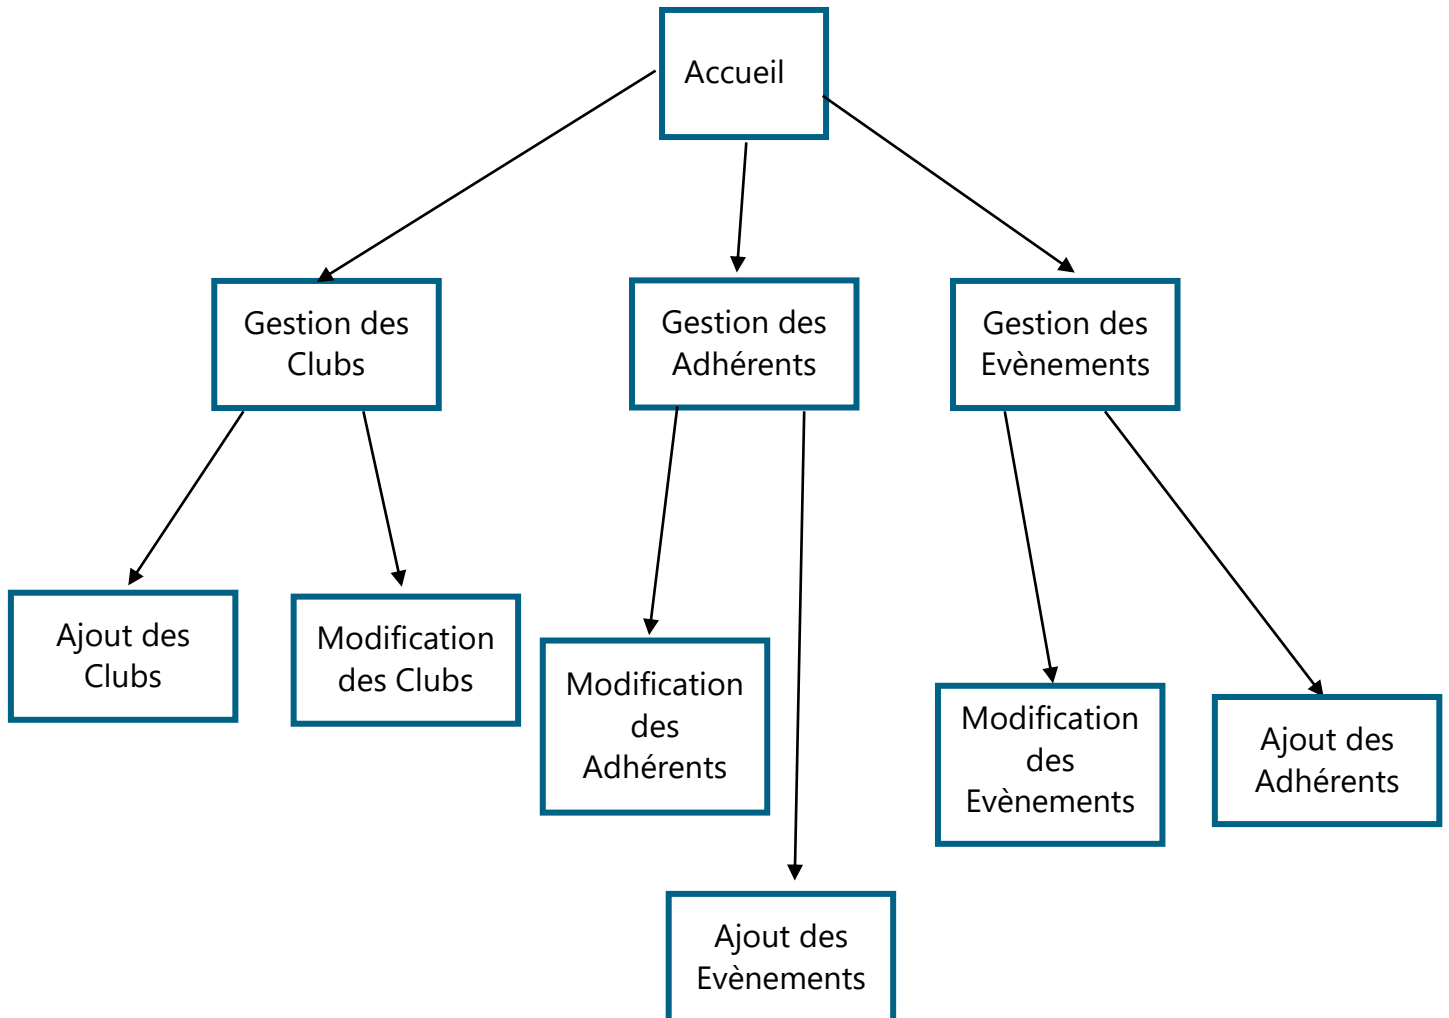 Accueil
Gestion des
Clubs
Gestion des
Adhérents
Gestion des
Evènements
Ajout des
Clubs
Modification
des Clubs
Modification
des
Adhérents
Modification
des
Evènements
Ajout des
Adhérents
Ajout des
Evènements